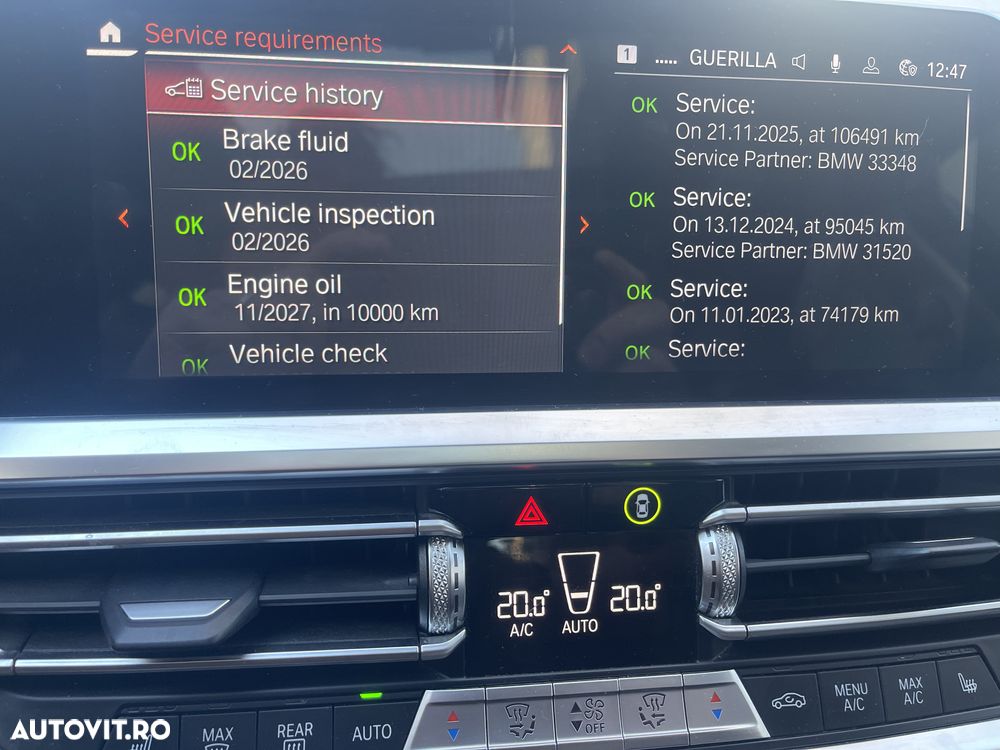 Service requirements
1 ..... GUERILLA 12:47
Service history
OK Brake fluid
02/2026
OK Vehicle inspection
02/2026
OK Engine oil
11/2027, in 10000 km
OK Vehicle check
OK Service:
On 21.11.2025, at 106491 km
Service Partner: BMW 33348
OK Service:
On 13.12.2024, at 95045 km
Service Partner: BMW 31520
OK Service:
On 11.01.2023, at 74179 km
OK Service:
20.0° 20.0°
A/C AUTO
MAX
REAR
AUTO
OFF
MENU
A/C
MAX
A/C
AUTOVIT.RO